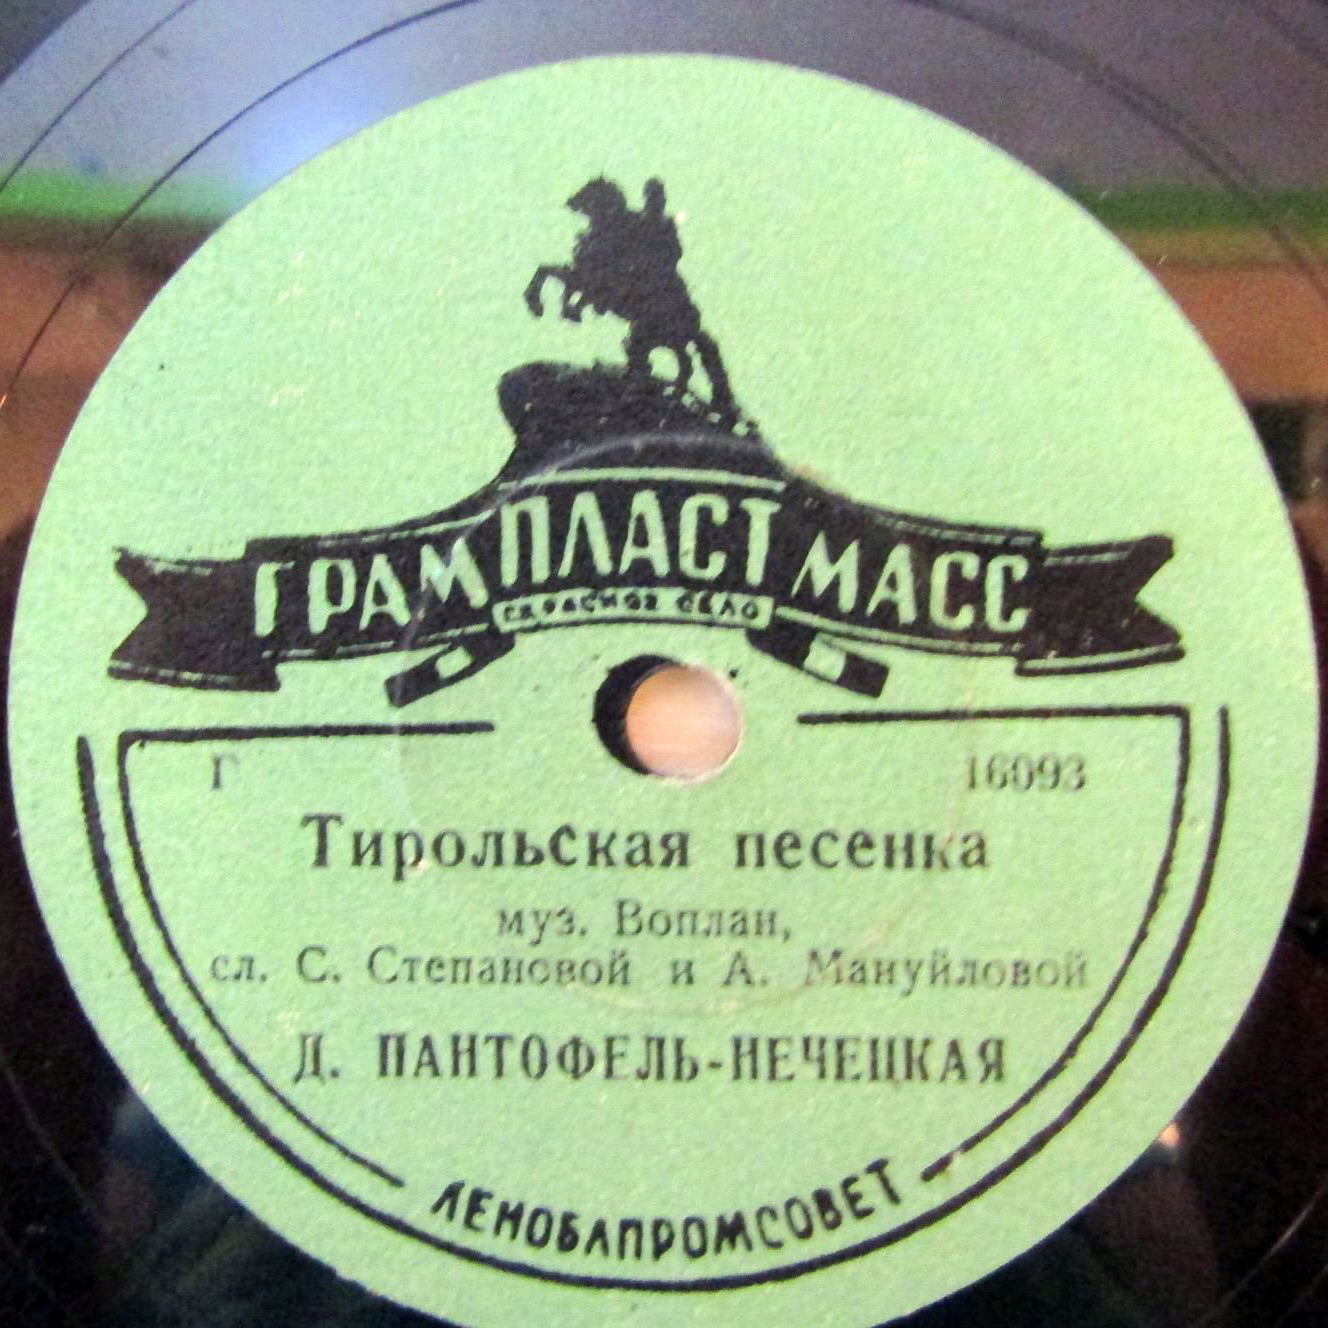 ГРАМПЛАСТМАСС
Г. КРАСНОЕ СЕЛО
Г 16093
Тирольская песенка
муз. Воплан,
сл. С. Степановой и А. Мануйловой
Д. ПАНТОФЕЛЬ-НЕЧЕЦКАЯ
ЛЕНОБЛПРОМСОВЕТ